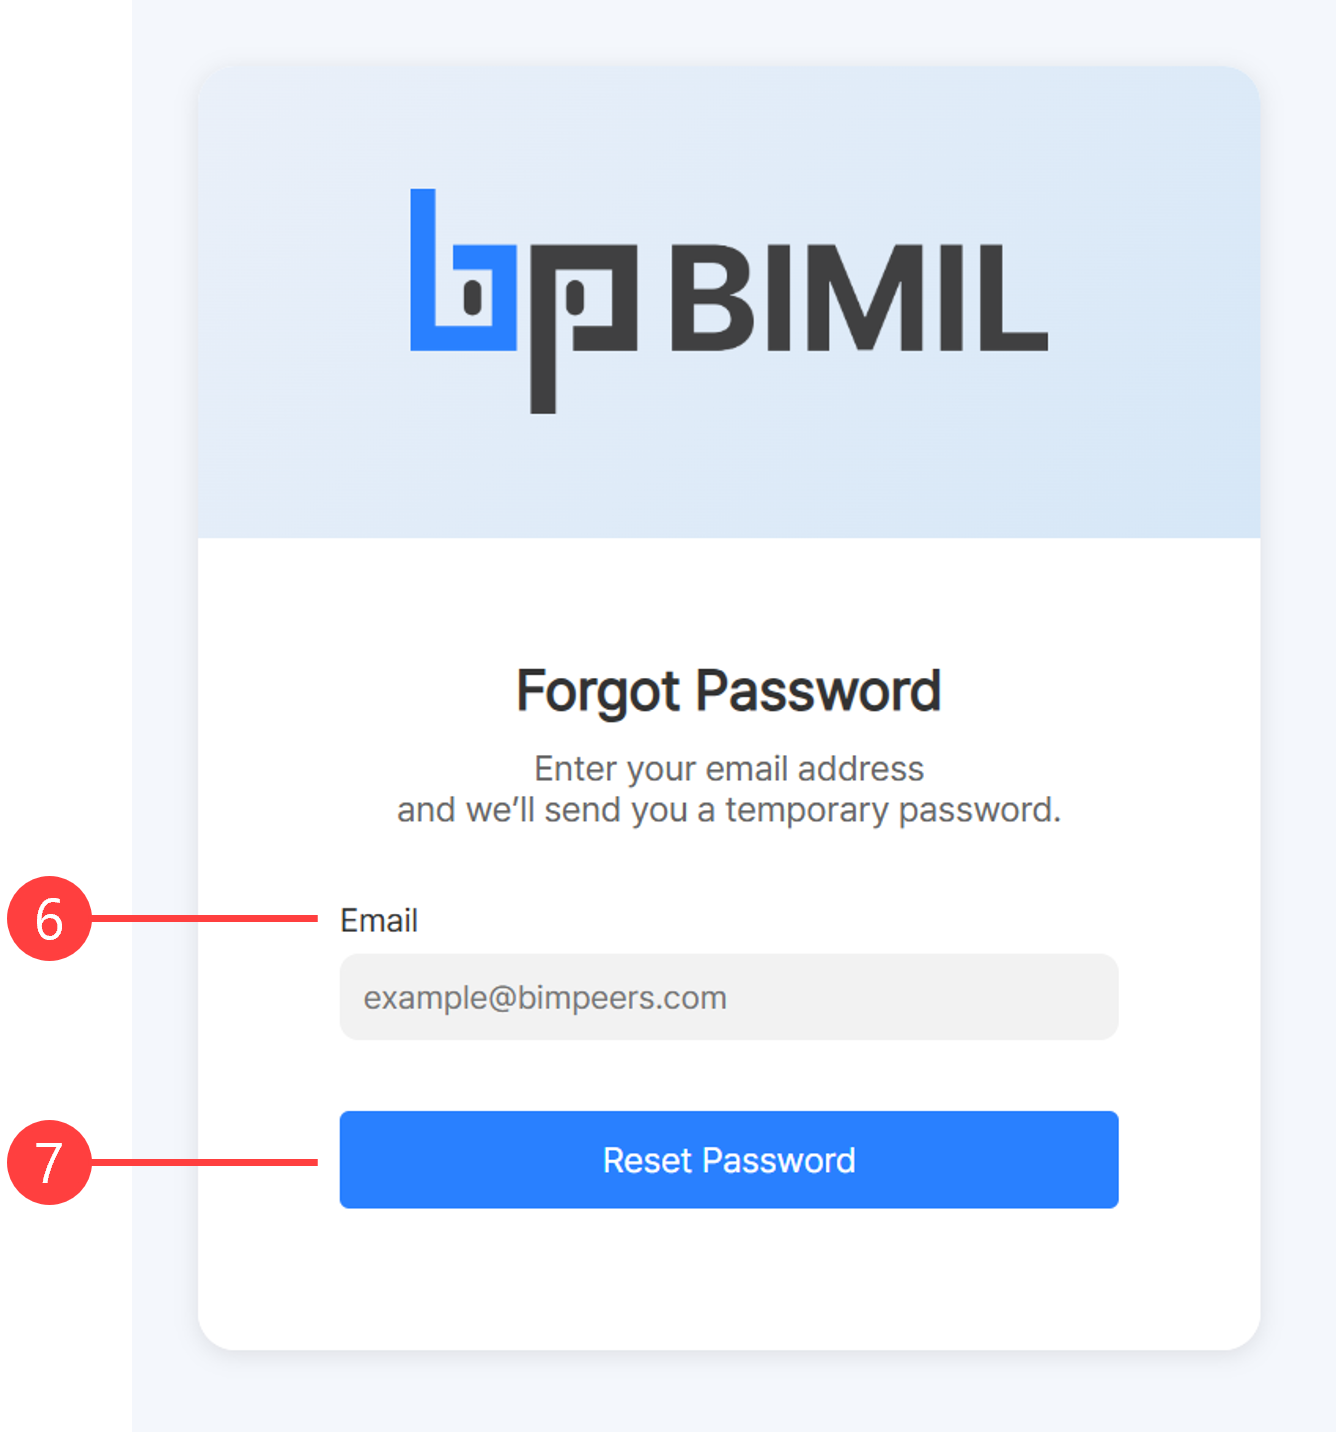 bp BIMIL
Forgot Password
Enter your email address
and we’ll send you a temporary password.
6 Email
example@bimpeers.com
7 Reset Password